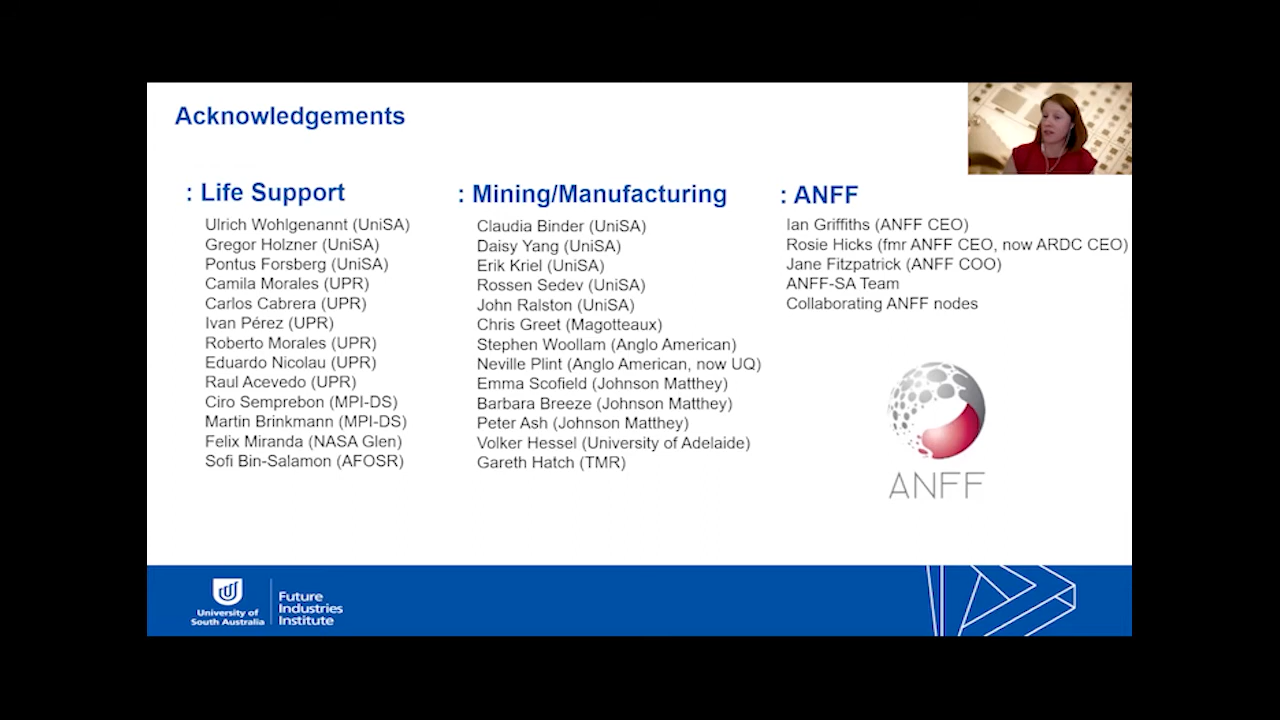 Acknowledgements
: Life Support
Ulrich Wohlgenannt (UniSA)
Gregor Holzner (UniSA)
Pontus Forsberg (UniSA)
Camila Morales (UPR)
Carlos Cabrera (UPR)
Ivan Pérez (UPR)
Roberto Morales (UPR)
Eduardo Nicolau (UPR)
Raul Acevedo (UPR)
Ciro Semprebon (MPI-DS)
Martin Brinkmann (MPI-DS)
Felix Miranda (NASA Glen)
Sofi Bin-Salamon (AFOSR)
: Mining/Manufacturing
Claudia Binder (UniSA)
Daisy Yang (UniSA)
Erik Kriel (UniSA)
Rossen Sedev (UniSA)
John Ralston (UniSA)
Chris Greet (Magotteaux)
Stephen Woollam (Anglo American)
Neville Plint (Anglo American, now UQ)
Emma Scofield (Johnson Matthey)
Barbara Breeze (Johnson Matthey)
Peter Ash (Johnson Matthey)
Volker Hessel (University of Adelaide)
Gareth Hatch (TMR)
: ANFF
Ian Griffiths (ANFF CEO)
Rosie Hicks (fmr ANFF CEO, now ARDC CEO)
Jane Fitzpatrick (ANFF COO)
ANFF-SA Team
Collaborating ANFF nodes
ANFF
University of
South Australia
Future
Industries
Institute